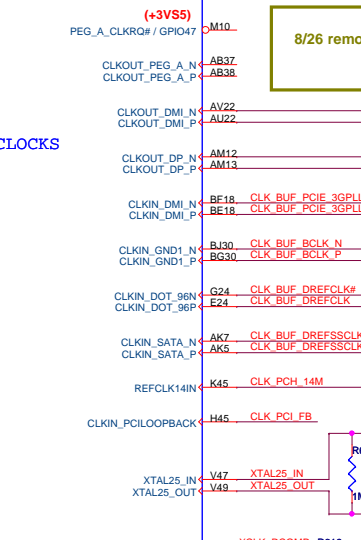 (+3VS5)
PEG_A_CLKRQ# / GPIO47 M10
8/26 remo
CLKOUT_PEG_A_N AB37
CLKOUT_PEG_A_P AB38
CLKOUT_DMI_N AV22
CLKOUT_DMI_P AU22
CLOCKS
CLKOUT_DP_N AM12
CLKOUT_DP_P AM13
CLKIN_DMI_N BF18 CLK_BUF_PCIE_3GPLL
CLKIN_DMI_P BE18 CLK_BUF_PCIE_3GPLL
CLKIN_GND1_N BJ30 CLK_BUF_BCLK_N
CLKIN_GND1_P BG30 CLK_BUF_BCLK_P
CLKIN_DOT_96N G24 CLK_BUF_DREFCLK#
CLKIN_DOT_96P E24 CLK_BUF_DREFCLK
CLKIN_SATA_N AK7 CLK_BUF_DREFSSCLK
CLKIN_SATA_P AK5 CLK_BUF_DREFSSCLK
REFCLK14IN K45 CLK_PCH_14M
CLKIN_PCILOOPBACK H45 CLK_PCI_FB
XTAL25_IN V47 XTAL25_IN
XTAL25_OUT V49 XTAL25_OUT